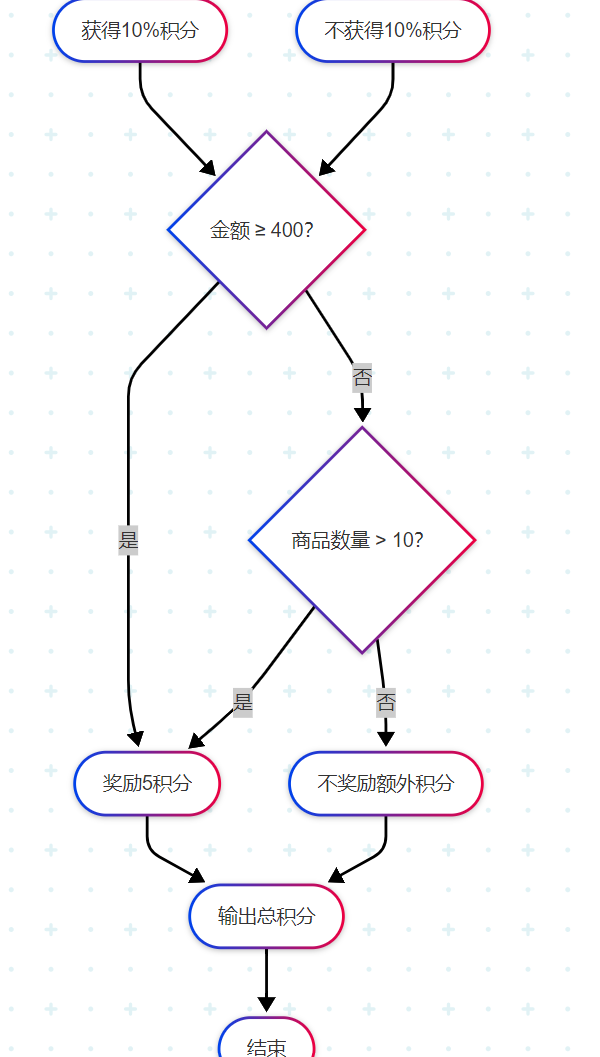 获得10%积分
不获得10%积分
金额 ≥ 400?
否
商品数量 > 10?
是
是
否
奖励5积分
不奖励额外积分
输出总积分
结束